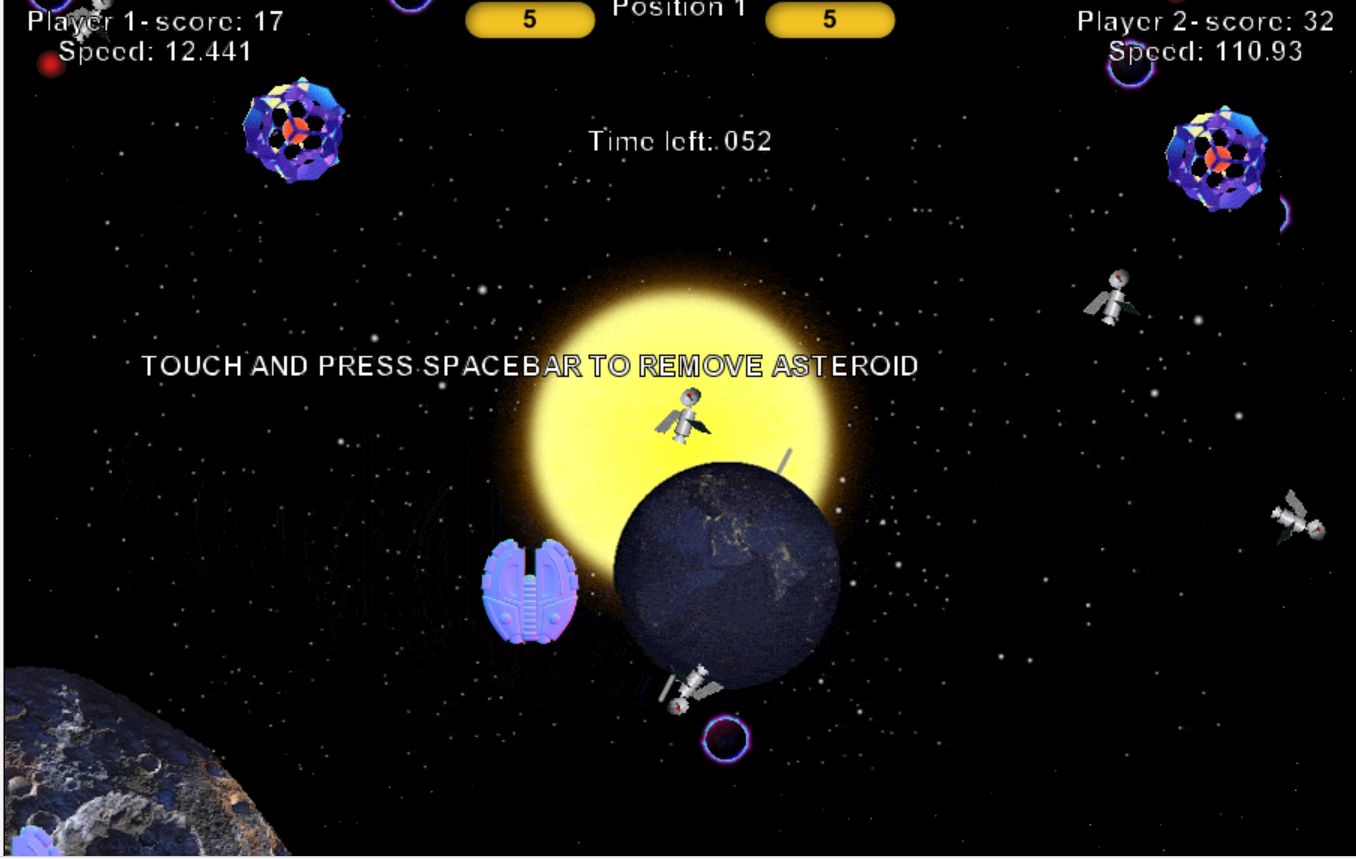 Player 1- score: 17
Speed: 12.441
5
Position 1
5
Player 2- score: 32
Speed: 110.93
Time left: 052
TOUCH AND PRESS SPACEBAR TO REMOVE ASTEROID